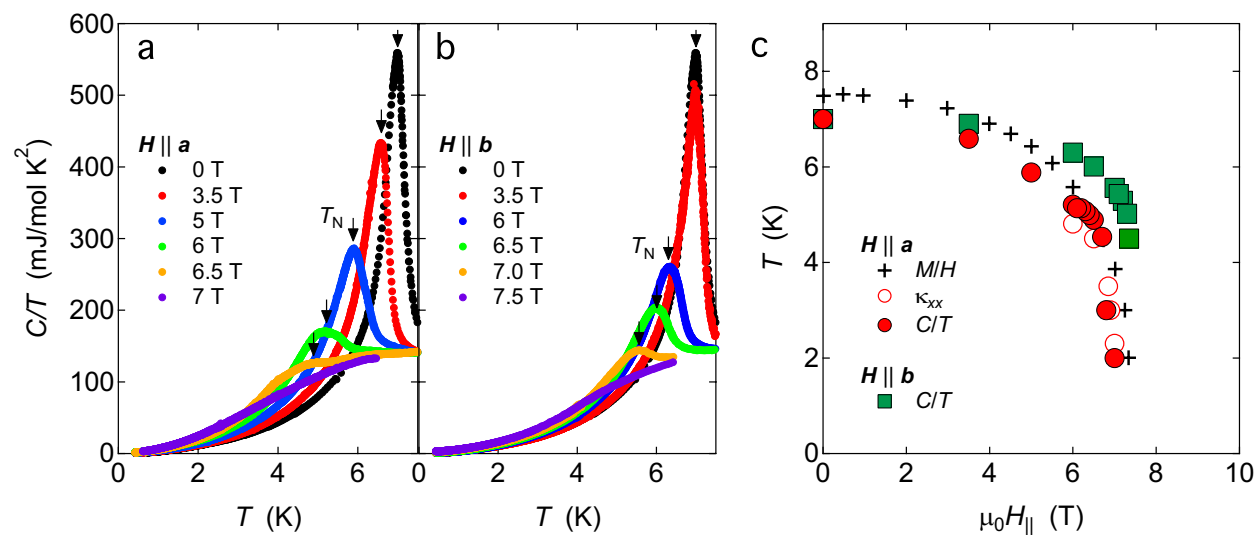 a
C/T (mJ/mol K²)
600
500
400
300
200
100
0
H || a
0 T
3.5 T
5 T
6 T
6.5 T
7 T
T_N
0
2
4
6
T (K)
b
H || b
0 T
3.5 T
6 T
6.5 T
7.0 T
7.5 T
T_N
0
2
4
6
T (K)
c
T (K)
8
6
4
2
0
H || a
M/H
κxx
C/T
H || b
C/T
0
2
4
6
8
10
μ₀H|| (T)